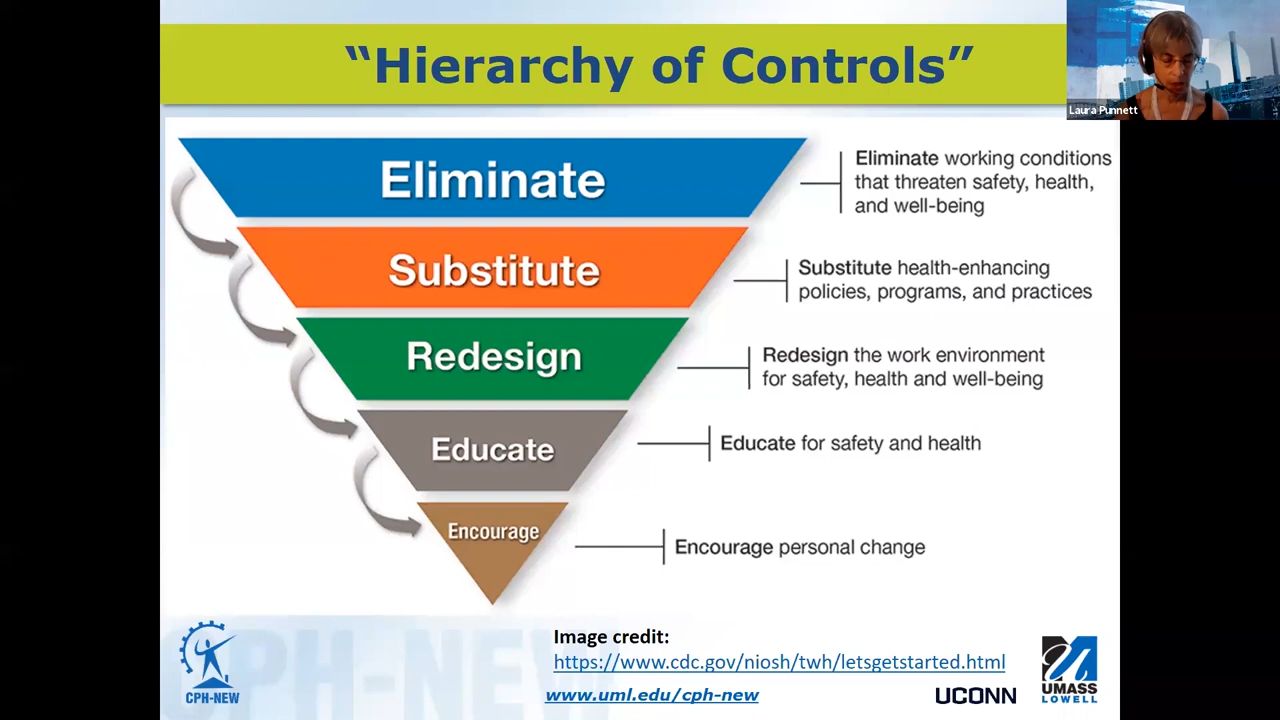 “Hierarchy of Controls”
Laura Punnett
Eliminate
Eliminate working conditions
that threaten safety, health,
and well-being
Substitute
Substitute health-enhancing
policies, programs, and practices
Redesign
Redesign the work environment
for safety, health and well-being
Educate
Educate for safety and health
Encourage
Encourage personal change
CPH-NEW
Image credit:
https://www.cdc.gov/niosh/twh/letsgetstarted.html
www.uml.edu/cph-new
CPH-NEW
UCONN
UMASS
LOWELL